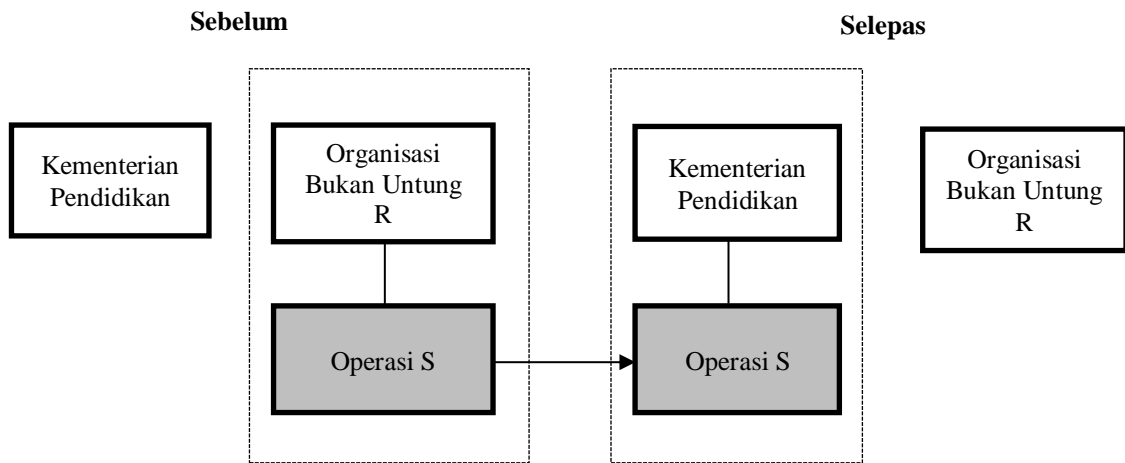 Sebelum
Selepas
Kementerian
Pendidikan
Organisasi
Bukan Untung
R
Kementerian
Pendidikan
Organisasi
Bukan Untung
R
Operasi S
Operasi S